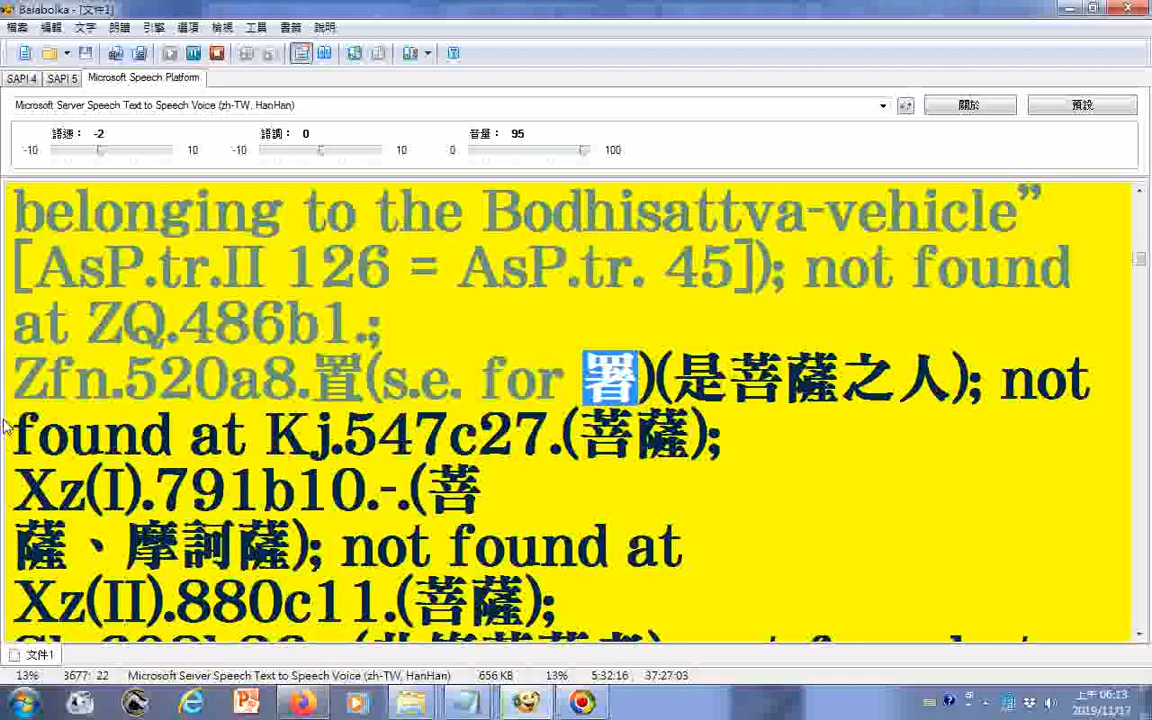 Balabolka - [文件1]
檔案 編輯 文字 朗讀 引擎 選項 檢視 工具 書籤 說明
SAPI 4 SAPI 5 Microsoft Speech Platform
Microsoft Server Speech Text to Speech Voice (zh-TW, HanHan) 關於 預設
語速： -2 語調： 0 音量： 95
-10 10 -10 10 0 100
belonging to the Bodhisattva-vehicle”
[AsP.tr.II 126 = AsP.tr. 45]); not found
at ZQ.486b1.;
Zfn.520a8.置(s.e. for 署)(是菩薩之人); not
found at Kj.547c27.(菩薩);
Xz(I).791b10.-.(菩
薩、摩訶薩); not found at
Xz(II).880c11.(菩薩);
文件1
13% 3677: 22 Microsoft Server Speech Text to Speech Voice (zh-TW, HanHan) 656 KB 13% 5:32:16 37:27:03
上午 06:13
2019/11/17